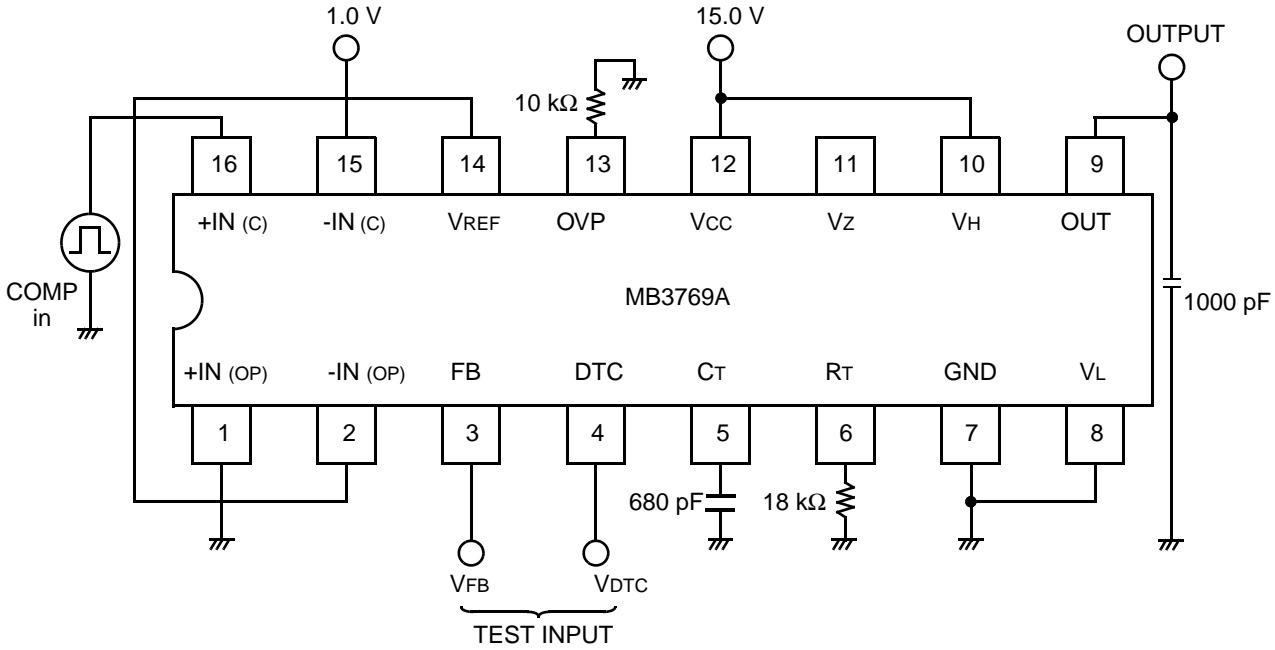 1.0 V
15.0 V
OUTPUT
10 kΩ
16
15
14
13
12
11
10
9
+IN (C)
-IN (C)
VREF
OVP
VCC
VZ
VH
OUT
COMP
in
MB3769A
1000 pF
+IN (OP)
-IN (OP)
FB
DTC
CT
RT
GND
VL
1
2
3
4
5
6
7
8
680 pF
18 kΩ
VFB
VDTC
TEST INPUT